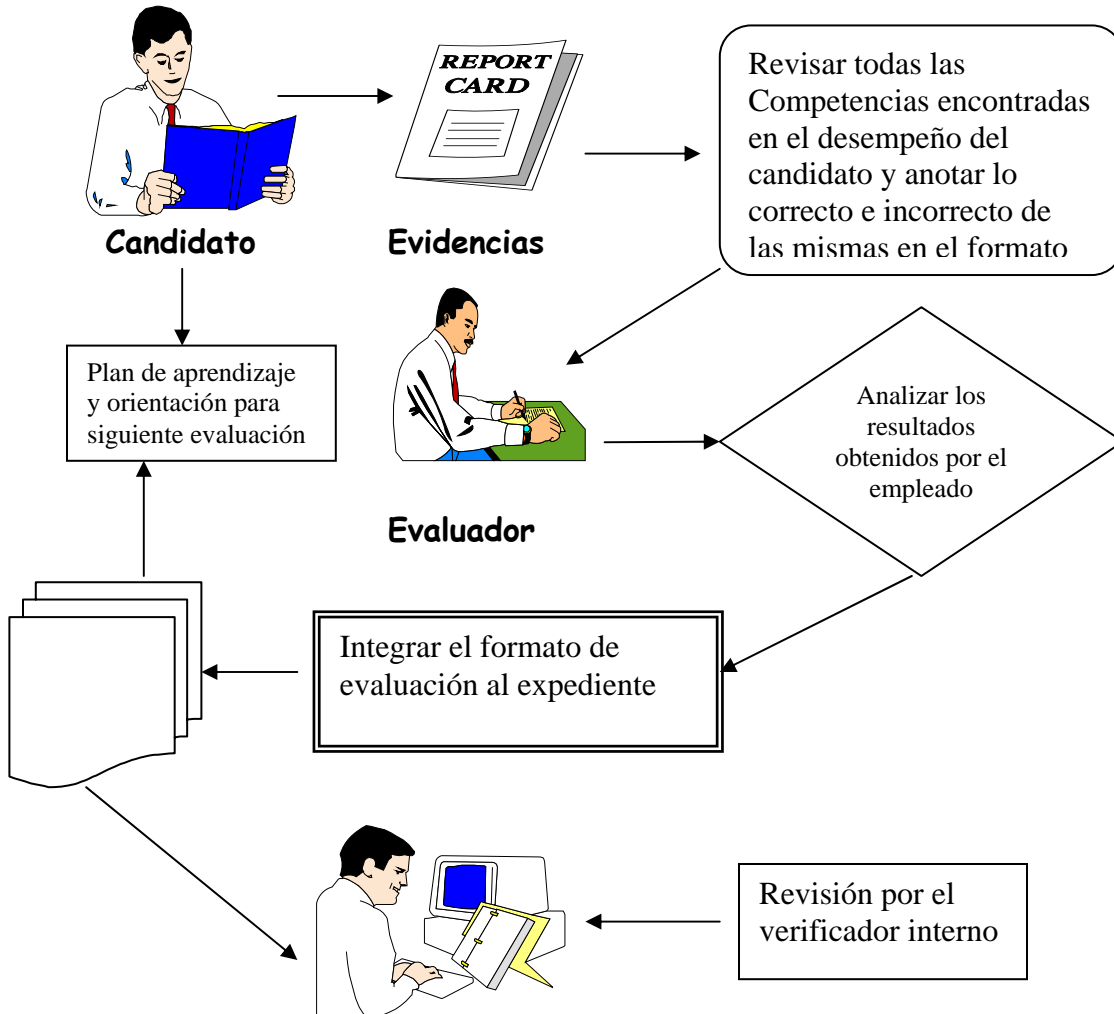 REPORT
CARD
Revisar todas las
Competencias encontradas
en el desempeño del
candidato y anotar lo
correcto e incorrecto de
las mismas en el formato
Candidato
Evidencias
Plan de aprendizaje
y orientación para
siguiente evaluación
Analizar los
resultados
obtenidos por el
empleado
Evaluador
Integrar el formato de
evaluación al expediente
Revisión por el
verificador interno